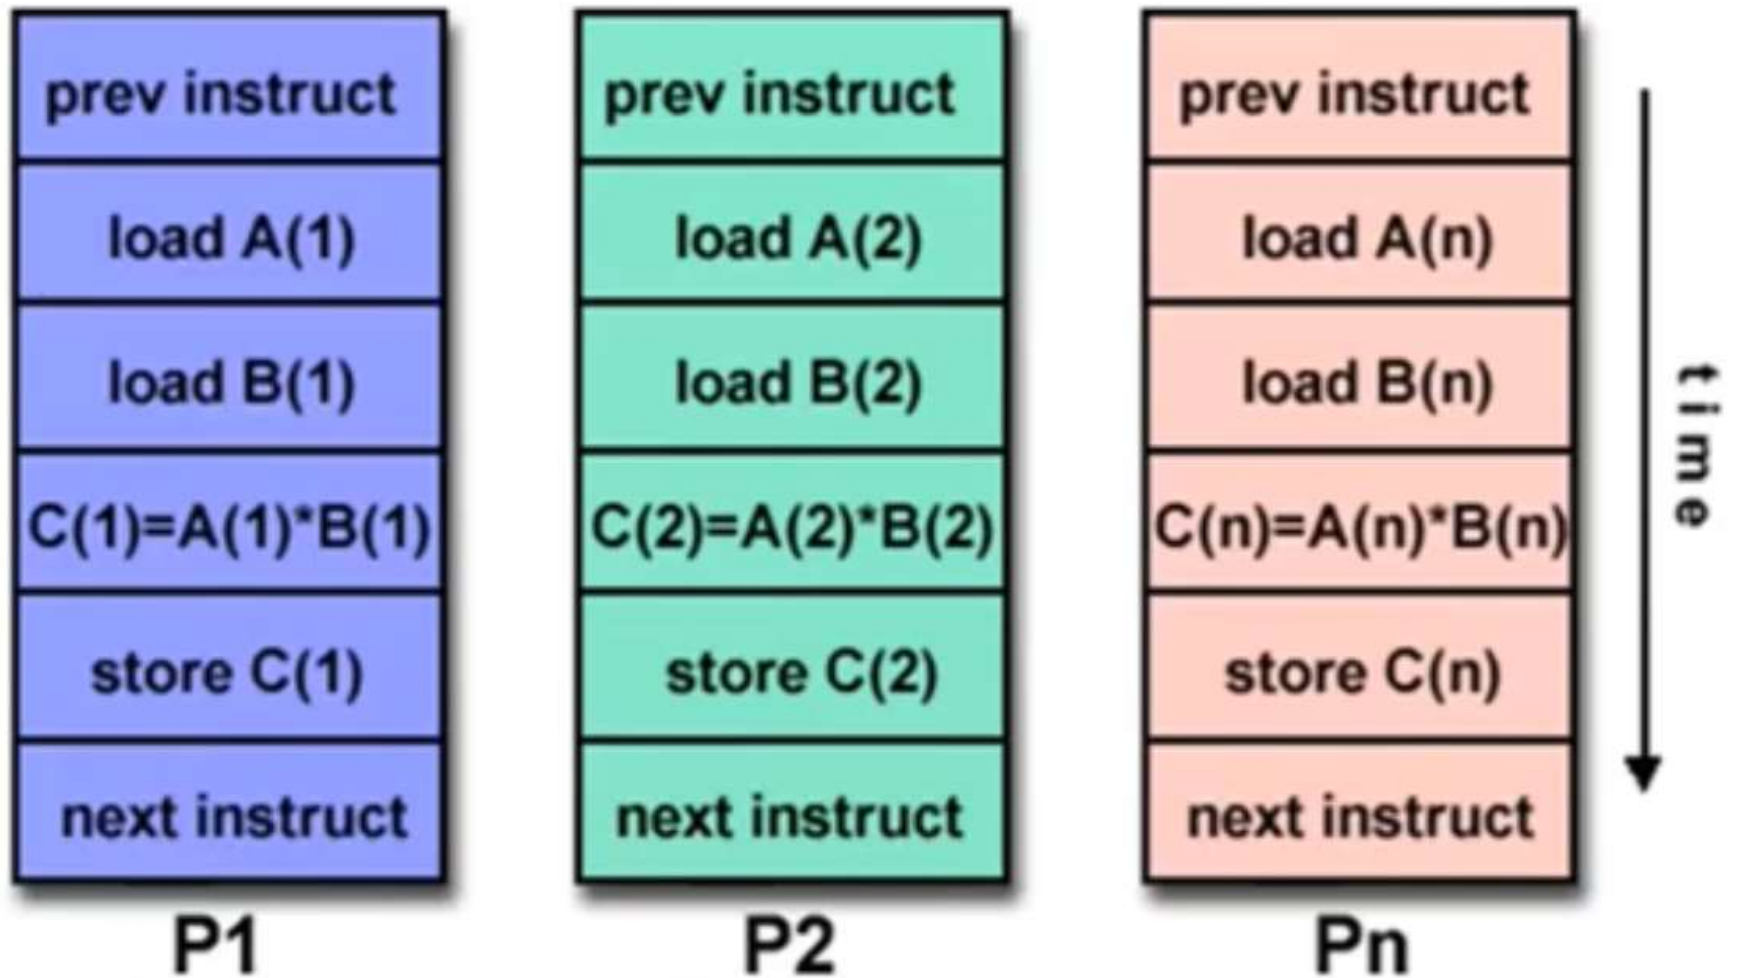 prev instruct
load A(1)
load B(1)
C(1)=A(1)*B(1)
store C(1)
next instruct
P1
prev instruct
load A(2)
load B(2)
C(2)=A(2)*B(2)
store C(2)
next instruct
P2
prev instruct
load A(n)
load B(n)
C(n)=A(n)*B(n)
store C(n)
next instruct
Pn
time